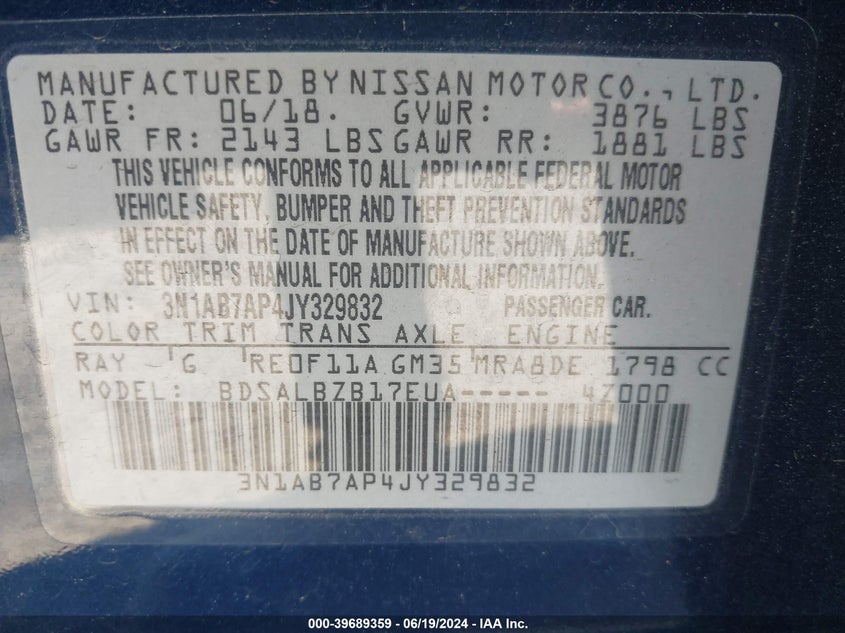 MANUFACTURED BY NISSAN MOTOR CO., LTD.
DATE: 06/18. GVWR: 3876 LBS
GAWR FR: 2143 LBS GAWR RR: 1881 LBS
THIS VEHICLE CONFORMS TO ALL APPLICABLE FEDERAL MOTOR
VEHICLE SAFETY, BUMPER AND THEFT PREVENTION STANDARDS
IN EFFECT ON THE DATE OF MANUFACTURE SHOWN ABOVE.
SEE OWNER'S MANUAL FOR ADDITIONAL INFORMATION.
VIN: 3N1AB7AP4JY329832 PASSENGER CAR.
COLOR TRIM TRANS AXLE ENGINE
RAY G RE0F11A GM35 MRA8DE 1798 CC
MODEL: BDSALBZB17EUA----- 4Z000
3N1AB7AP4JY329832
000-39689359 - 06/19/2024 - IAA Inc.